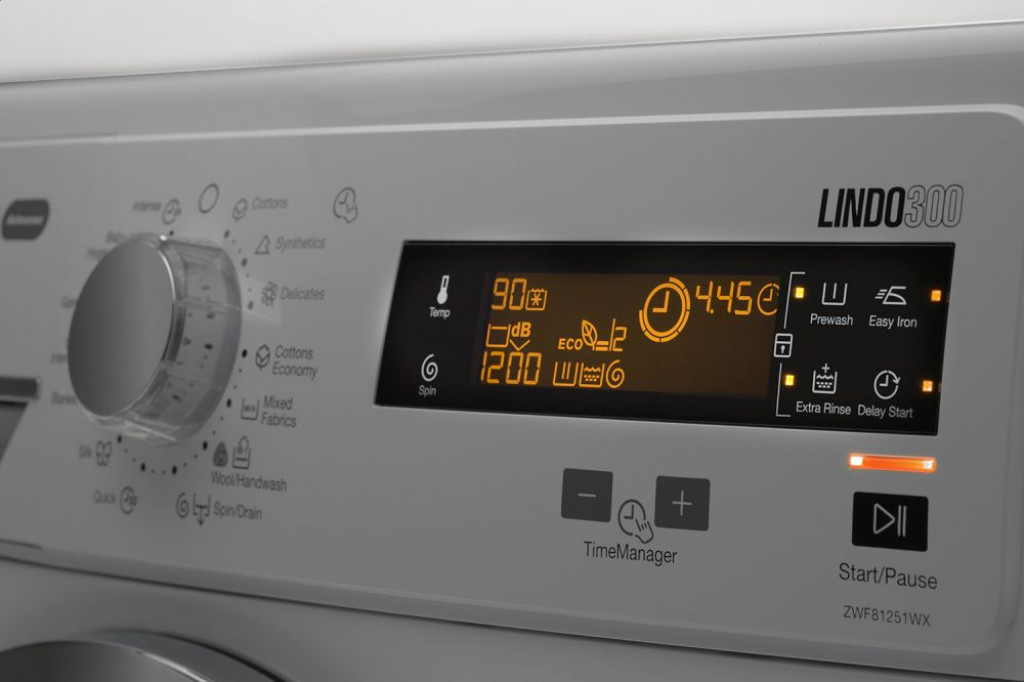 LINDO300
Intense
Cottons
Synthetics
Delicates
Cottons
Economy
Mixed
Fabrics
Wool/Handwash
Spin/Drain
Quick
Silk
Temp
Spin
90
4.45
dB
ECO
1200
Prewash
Easy Iron
Extra Rinse
Delay Start
−
+
TimeManager
Start/Pause
ZWF81251WX